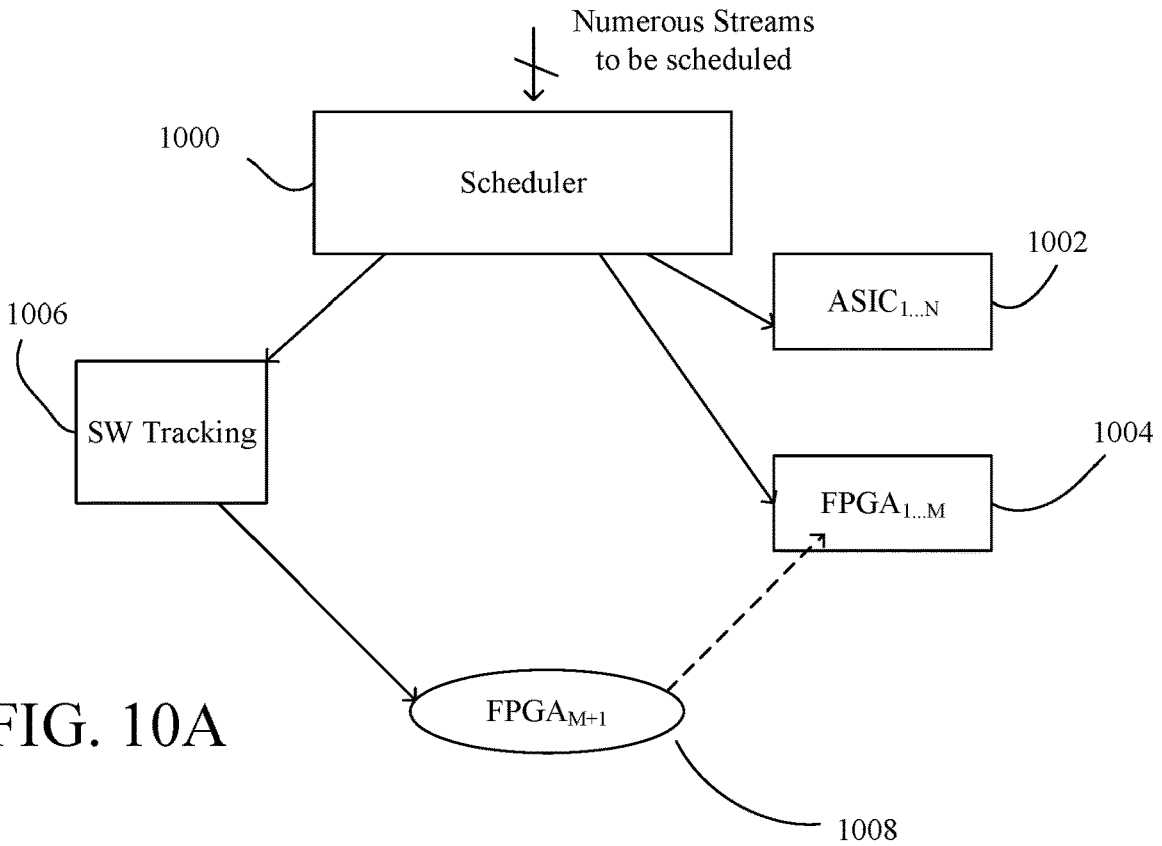 Numerous Streams
to be scheduled
1000
Scheduler
1002
ASIC1...N
1006
SW Tracking
1004
FPGA1...M
FPGAM+1
FIG. 10A
1008